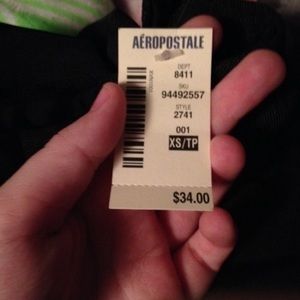 AÉROPOSTALE
DEPT
8411
SKU
94492557
STYLE
2741
001
XS/TP
$34.00